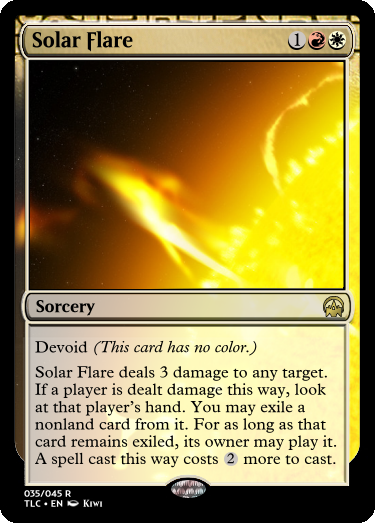 Solar Flare 1
Sorcery
Devoid (This card has no color.)
Solar Flare deals 3 damage to any target.
If a player is dealt damage this way, look
at that player's hand. You may exile a
nonland card from it. For as long as that
card remains exiled, its owner may play it.
A spell cast this way costs 2 more to cast.
035/045 R
TLC • EN Kiwi